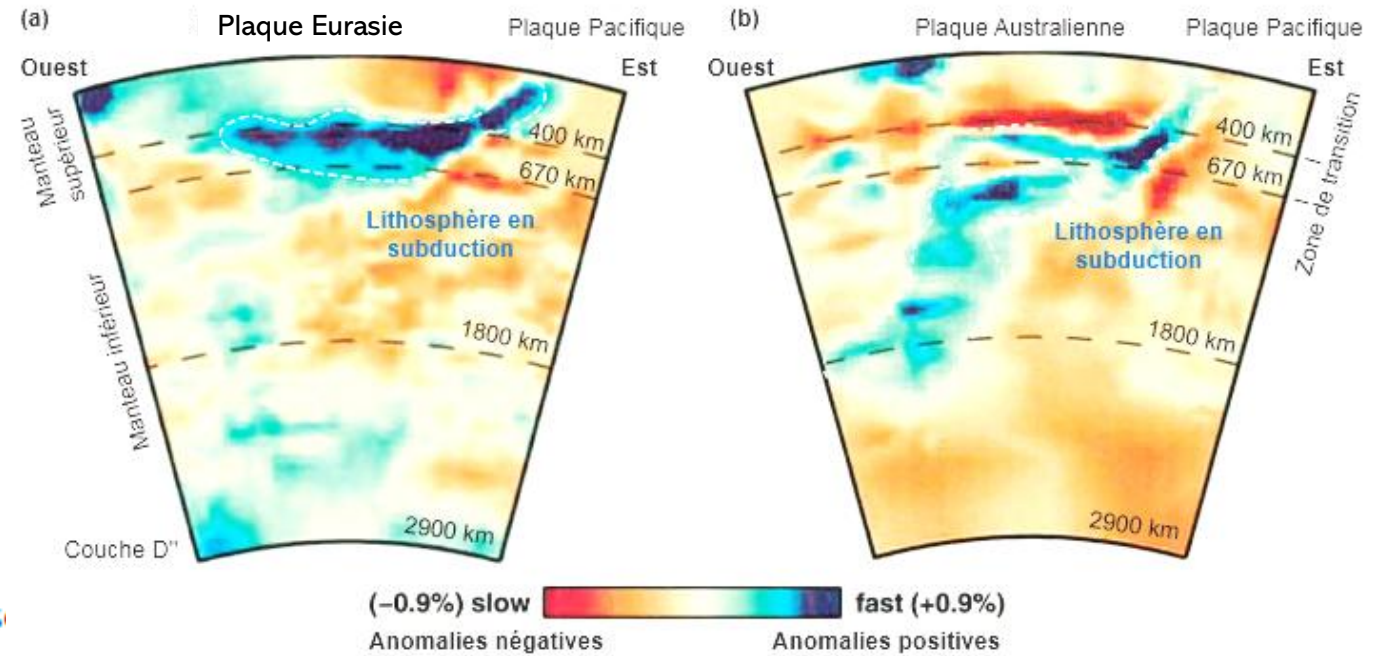 (a)
Plaque Eurasie
Plaque Pacifique
Ouest
Est
Manteau
supérieur
400 km
670 km
Lithosphère en
subduction
Manteau inférieur
1800 km
2900 km
Couche D"
(b)
Plaque Australienne
Plaque Pacifique
Ouest
Est
400 km
670 km
Zone de transition
Lithosphère en
subduction
1800 km
2900 km
(−0.9%) slow
fast (+0.9%)
Anomalies négatives
Anomalies positives